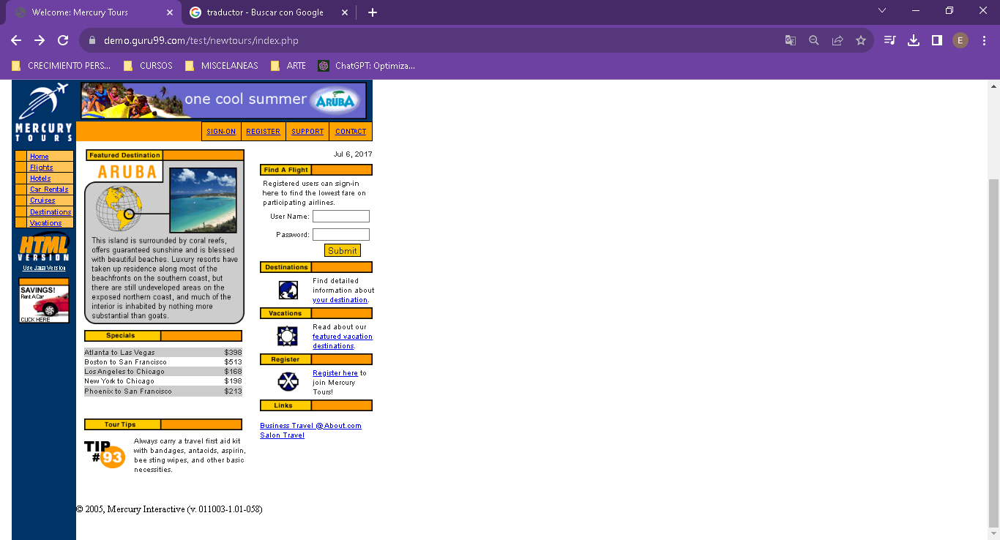 Welcome: Mercury Tours
traductor - Buscar con Google
demo.guru99.com/test/newtours/index.php
E
CRECIMIENTO PERS...
CURSOS
MISCELANEAS
ARTE
ChatGPT: Optimiza...
MERCURY
TOURS
one cool summer
ARUBA
SIGN-ON
REGISTER
SUPPORT
CONTACT
Home
Flights
Hotels
Car Rentals
Cruises
Destinations
Vacations
HTML
VERSION
Use Java Version
SAVINGS!
Rent A Car
CLICK HERE
Featured Destination
ARUBA
This island is surrounded by coral reefs,
offers guaranteed sunshine and is blessed
with beautiful beaches. Luxury resorts have
taken up residence along most of the
beachfronts on the southern coast, but
there are still undeveloped areas on the
exposed northern coast, and much of the
interior is inhabited by nothing more
substantial than goats.
Specials
Atlanta to Las Vegas $398
Boston to San Francisco $513
Los Angeles to Chicago $168
New York to Chicago $198
Phoenix to San Francisco $213
Tour Tips
TIP
#93
Always carry a travel first aid kit
with bandages, antacids, aspirin,
bee sting wipes, and other basic
necessities.
Jul 6, 2017
Find A Flight
Registered users can sign-in
here to find the lowest fare on
participating airlines.
User Name:
Password:
Submit
Destinations
Find detailed
information about
your destination.
Vacations
Read about our
featured vacation
destinations.
Register
Register here to
join Mercury
Tours!
Links
Business Travel @ About.com
Salon Travel
© 2005, Mercury Interactive (v. 011003-1.01-058)